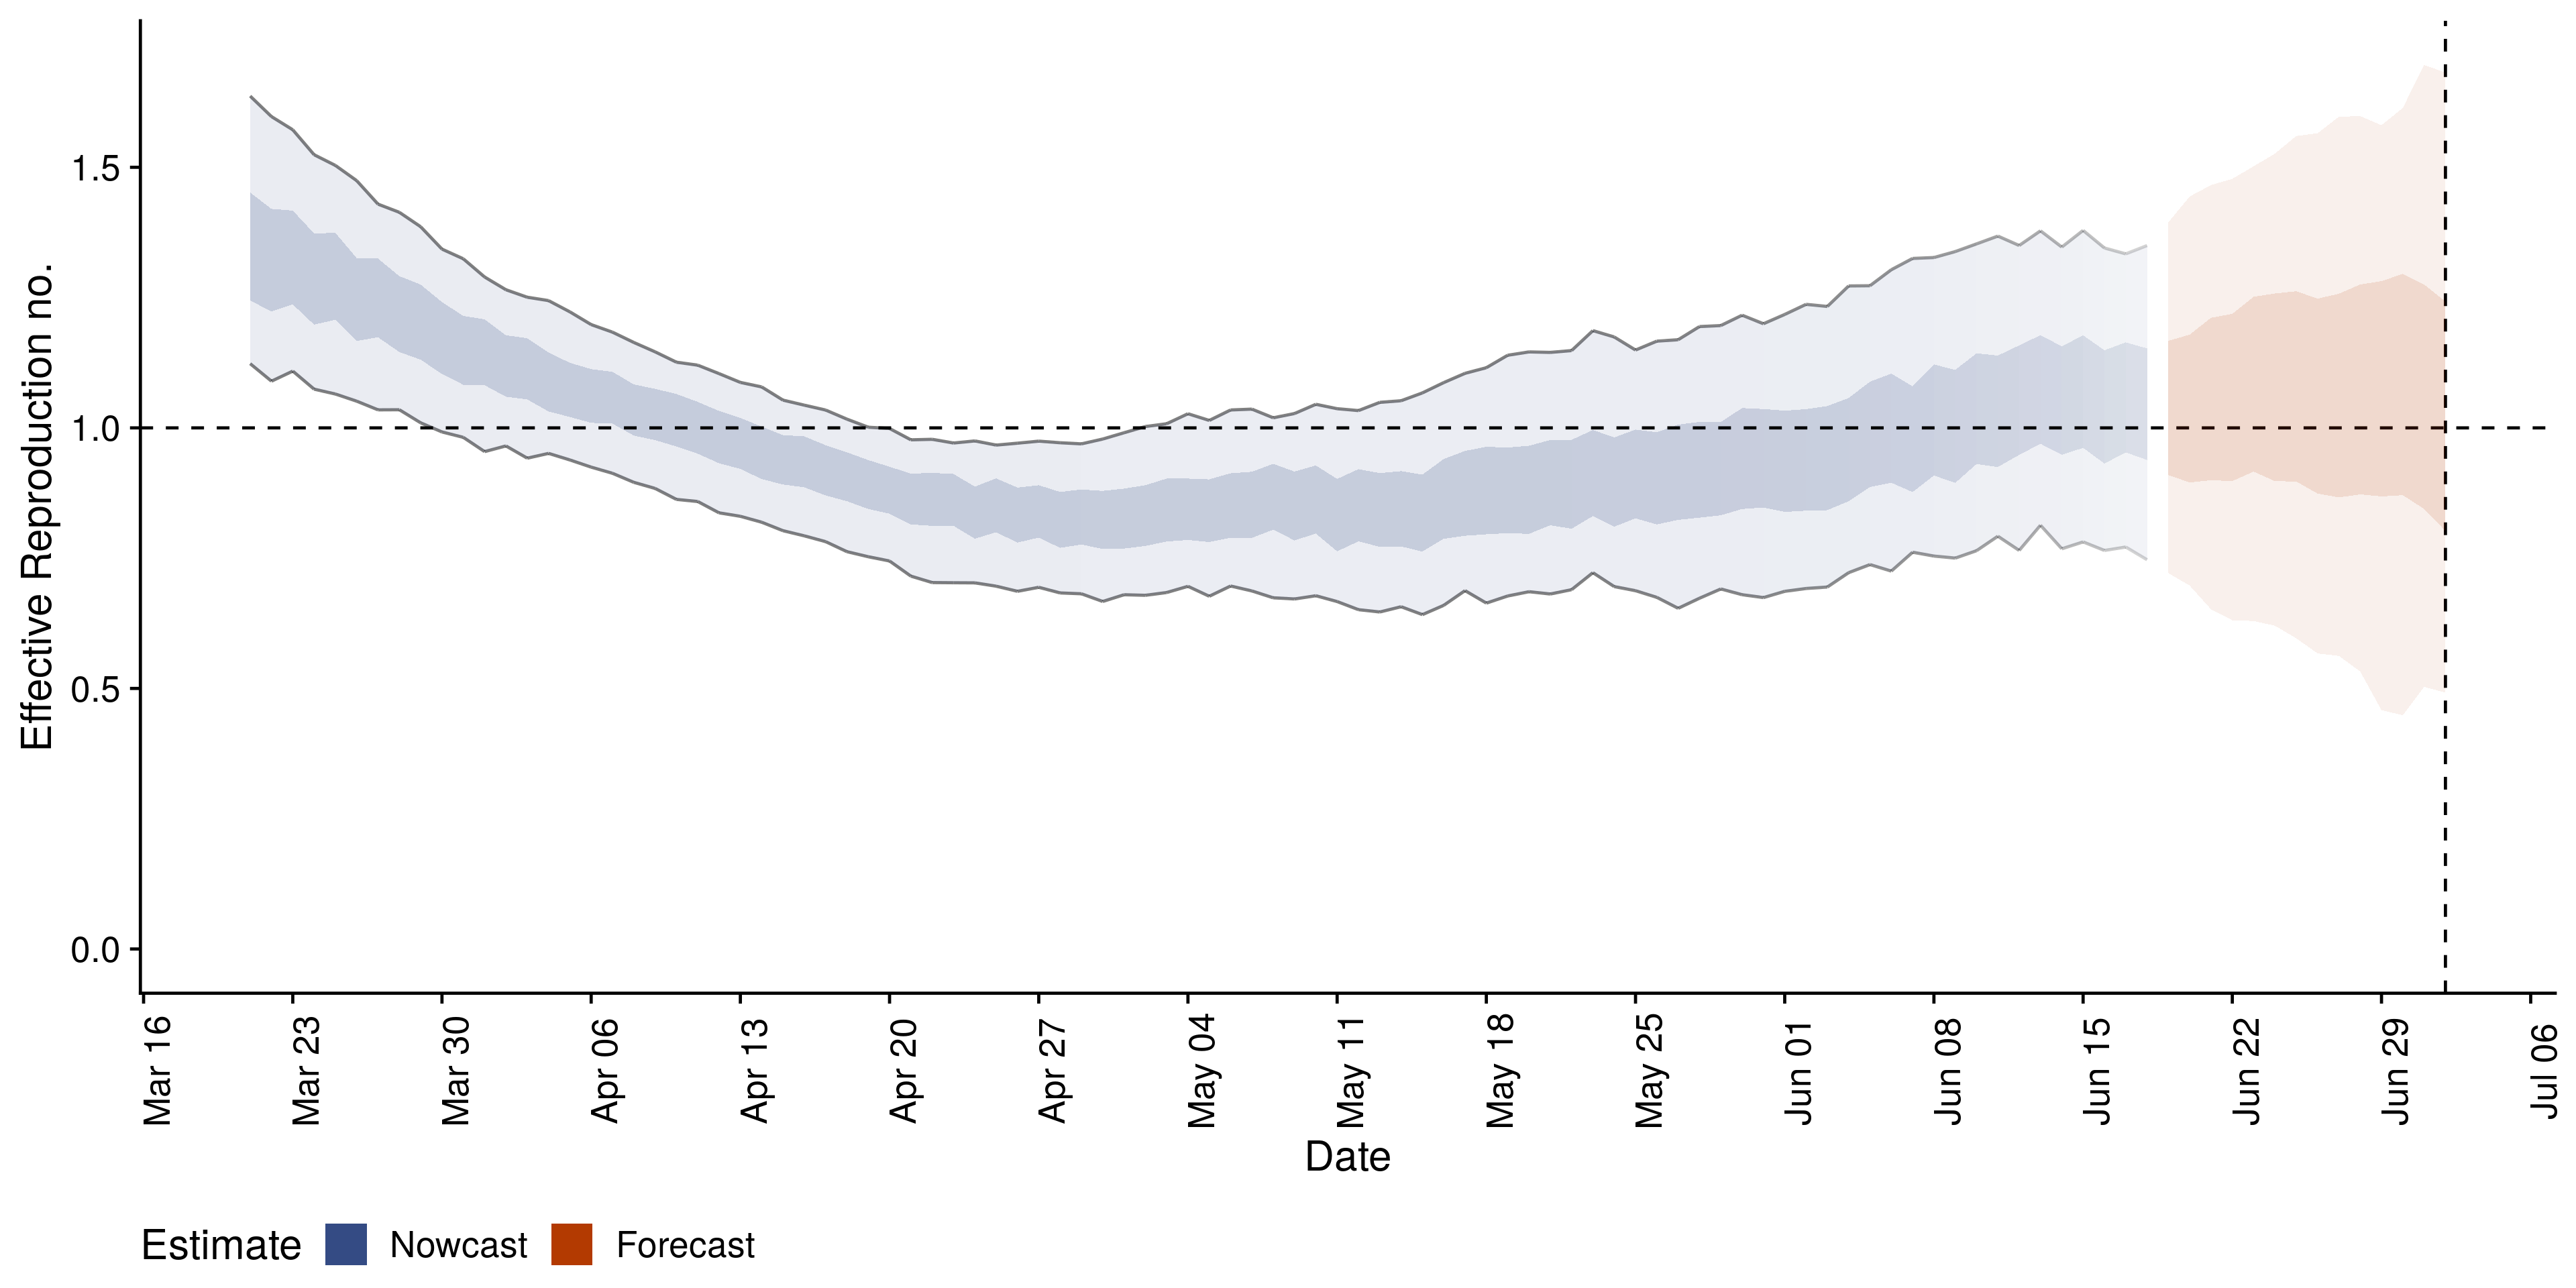 Effective Reproduction no.
1.5
1.0
0.5
0.0
Mar 16
Mar 23
Mar 30
Apr 06
Apr 13
Apr 20
Apr 27
May 04
May 11
May 18
May 25
Jun 01
Jun 08
Jun 15
Jun 22
Jun 29
Jul 06
Date
Estimate Nowcast Forecast